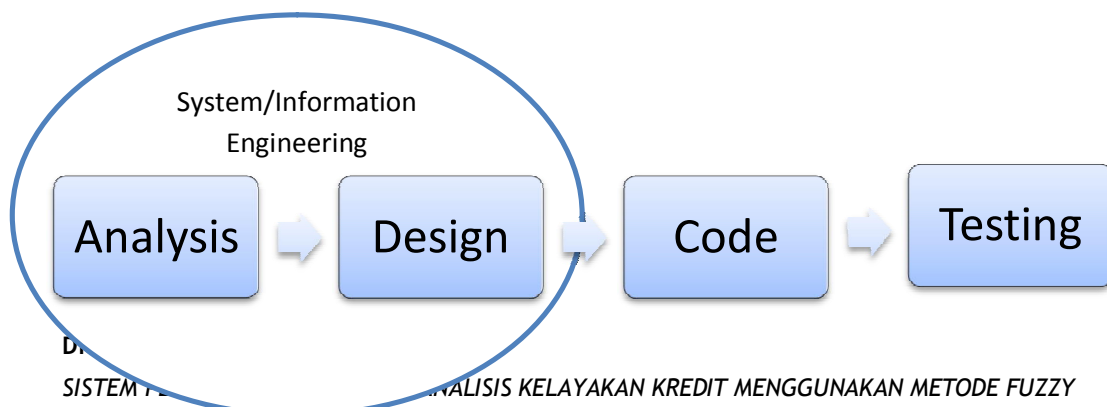 System/Information
Engineering
Analysis
Design
Code
Testing
SISTEM ANALISIS KELAYAKAN KREDIT MENGGUNAKAN METODE FUZZY